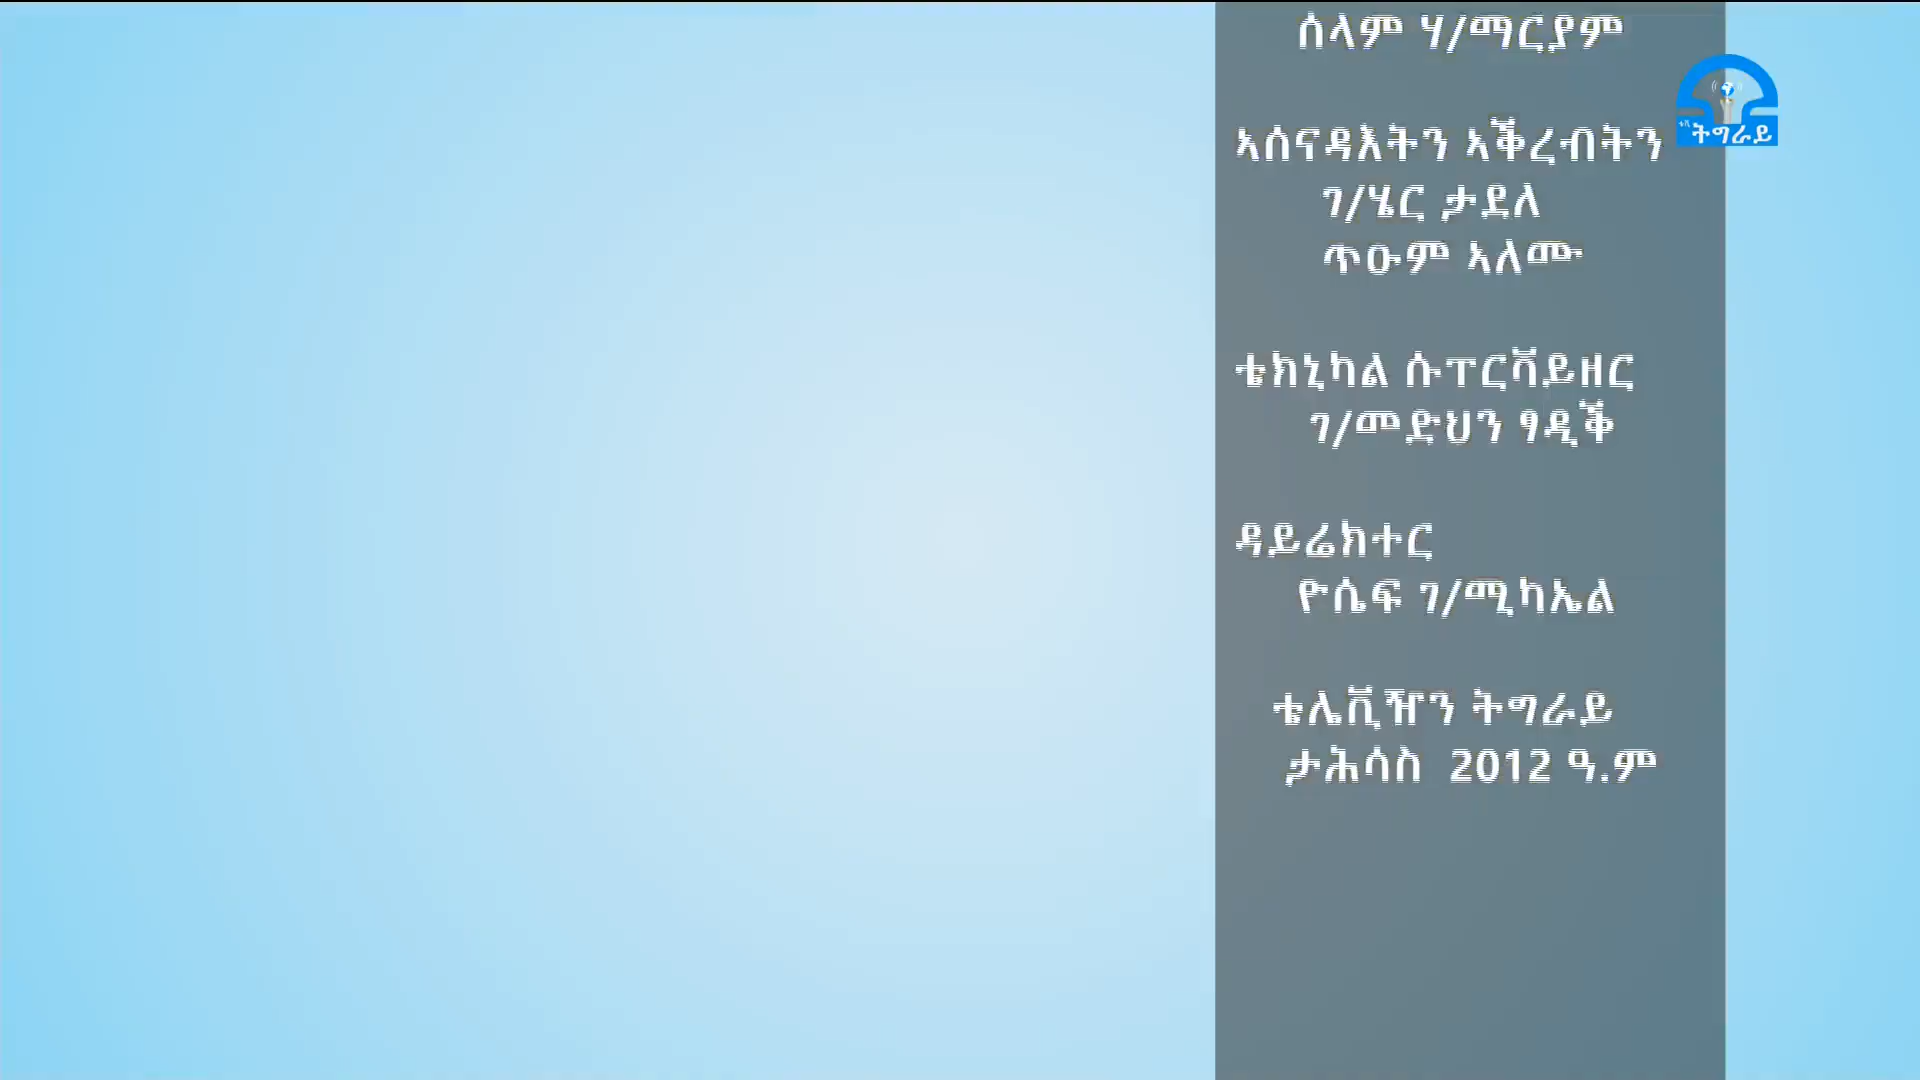 ሰላም ሃ/ማርያም
ቲቪ ትግራይ
ኣሰናዳእትን ኣቕረብትን
ገ/ሄር ታደለ
ጥዑም ኣለሙ
ቴክኒካል ሱፐርቫይዘር
ገ/መድህን ፃዲቕ
ዳይሬክተር
ዮሴፍ ገ/ሚካኤል
ቴሌቪዥን ትግራይ
ታሕሳስ 2012 ዓ.ም